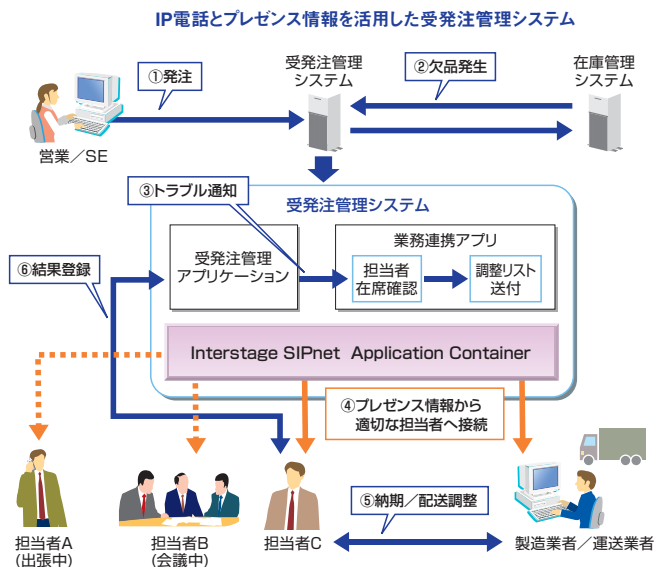 IP電話とプレゼンス情報を活用した受発注管理システム
①発注
受発注管理
システム
②欠品発生
在庫管理
システム
営業／SE
③トラブル通知
受発注管理システム
受発注管理
アプリケーション
業務連携アプリ
担当者
在席確認
調整リスト
送付
⑥結果登録
Interstage SIPnet Application Container
④プレゼンス情報から
適切な担当者へ接続
⑤納期／配送調整
担当者A
(出張中)
担当者B
(会議中)
担当者C
製造業者／運送業者